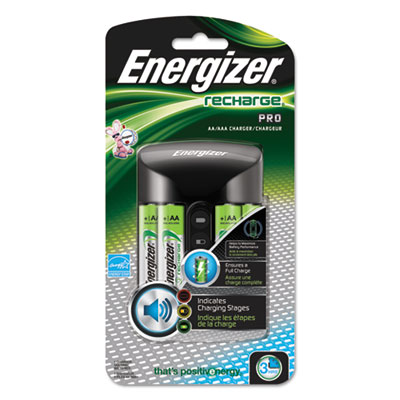 Energizer
recharge
PRO
AA/AAA CHARGER/CHARGEUR
Energizer
+ AA
+ AA
Ensures a
Full Charge
Assure une
charge complète
Indicates
Charging Stages
Indique les étapes
de la charge
that's positivenergy
3